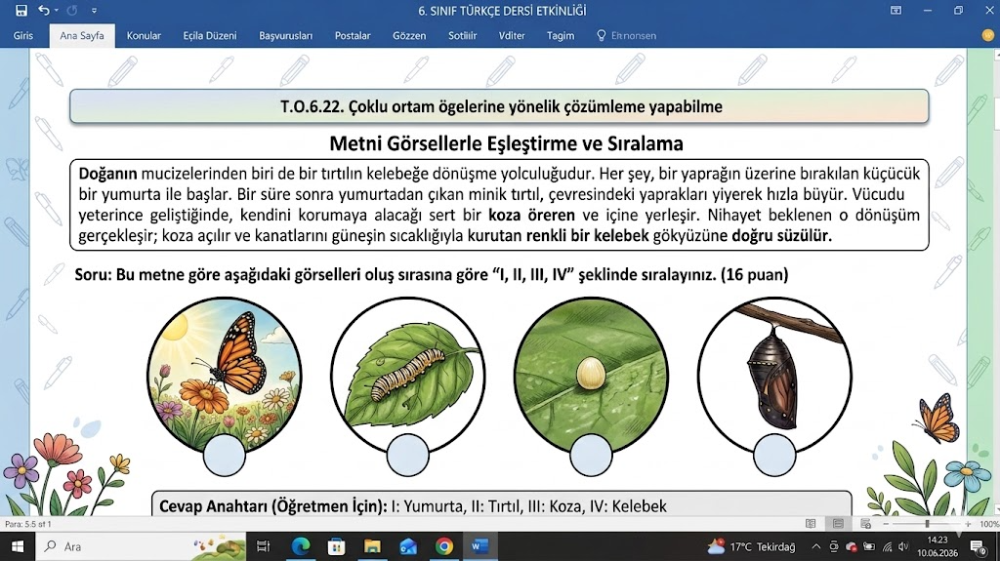 6. SINIF TÜRKÇE DERSİ ETKİNLİĞİ
Giris Ana Sayfa Konular Eçila Düzeni Başvurusları Postalar Gözzen Sotliilr Vditer Tagim
T.O.6.22. Çoklu ortam ögelerine yönelik çözümleme yapabilme
Metni Görsellerle Eşleştirme ve Sıralama
Doğanın mucizelerinden biri de bir tırtılın kelebeğe dönüşme yolculuğudur. Her şey, bir yaprağın üzerine bırakılan küçücük
bir yumurta ile başlar. Bir süre sonra yumurtadan çıkan minik tırtıl, çevresindeki yaprakları yiyerek hızla büyür. Vücudu
yeterince geliştiğinde, kendini korumaya alacağı sert bir koza öreren ve içine yerleşir. Nihayet beklenen o dönüşüm
gerçekleşir; koza açılır ve kanatlarını güneşin sıcaklığıyla kurutan renkli bir kelebek gökyüzüne doğru süzülür.
Soru: Bu metne göre aşağıdaki görselleri oluş sırasına göre “I, II, III, IV” şeklinde sıralayınız. (16 puan)
Cevap Anahtarı (Öğretmen İçin): I: Yumurta, II: Tırtıl, III: Koza, IV: Kelebek
Para: 5.5 st 1
100%
Ara
17°C Tekirdağ
14.23
10.06.2036